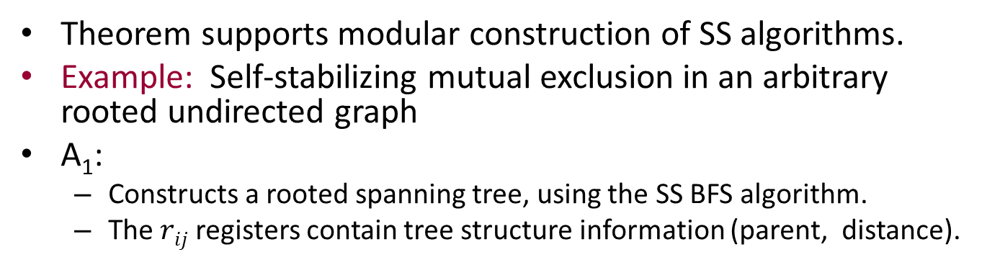 • Theorem supports modular construction of SS algorithms.
• Example: Self-stabilizing mutual exclusion in an arbitrary
rooted undirected graph
• A₁:
– Constructs a rooted spanning tree, using the SS BFS algorithm.
– The rᵢⱼ registers contain tree structure information (parent, distance).